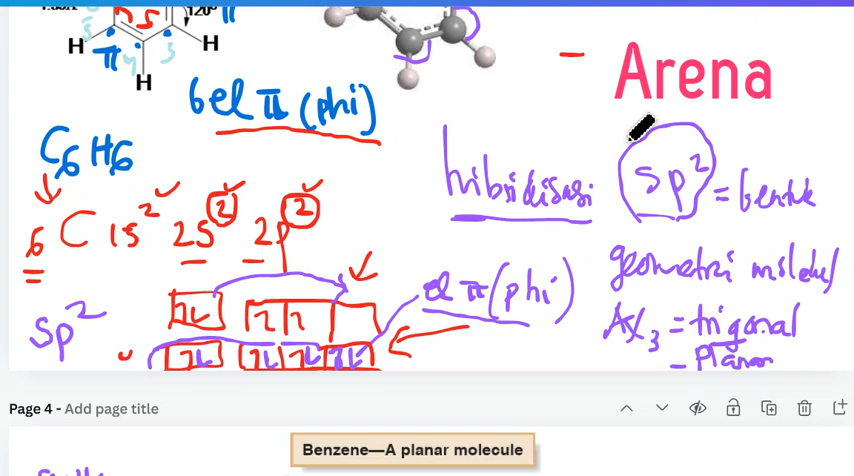 120°
π
π
H
H
H
6el π (phi)
Arena
C6H6
hibridisasi sp² = bentuk
geometri molekul
AX₃ = trigonal
- Planar
6 C 1s² 2s² 2p²
el π (phi)
sp²
Page 4 - Add page title
Benzene—A planar molecule